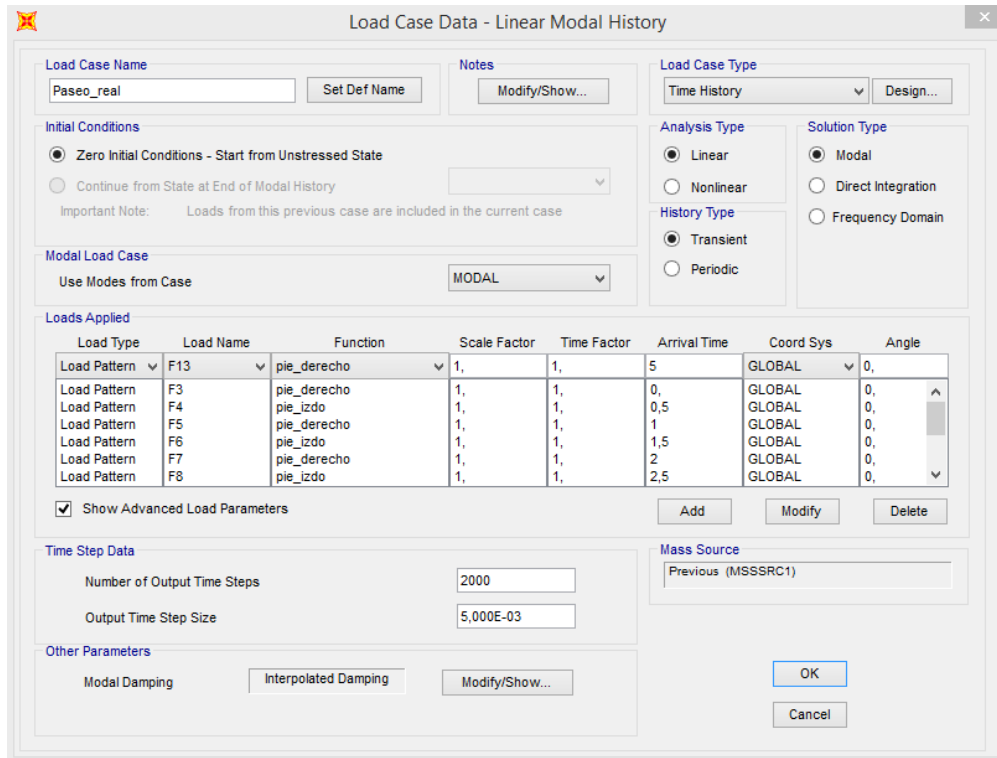 Load Case Data - Linear Modal History
Load Case Name
Paseo_real
Set Def Name
Notes
Modify/Show...
Load Case Type
Time History
Design...
Initial Conditions
Zero Initial Conditions - Start from Unstressed State
Continue from State at End of Modal History
Important Note: Loads from this previous case are included in the current case
Analysis Type
Linear
Nonlinear
Solution Type
Modal
Direct Integration
Frequency Domain
History Type
Transient
Periodic
Modal Load Case
Use Modes from Case
MODAL
Loads Applied
Load Type Load Name Function Scale Factor Time Factor Arrival Time Coord Sys Angle
Load Pattern F13 pie_derecho 1, 1, 5 GLOBAL 0,
Load Pattern F3 pie_derecho 1, 1, 0, GLOBAL 0,
Load Pattern F4 pie_izdo 1, 1, 0,5 GLOBAL 0,
Load Pattern F5 pie_derecho 1, 1, 1 GLOBAL 0,
Load Pattern F6 pie_izdo 1, 1, 1,5 GLOBAL 0,
Load Pattern F7 pie_derecho 1, 1, 2 GLOBAL 0,
Load Pattern F8 pie_izdo 1, 1, 2,5 GLOBAL 0,
Show Advanced Load Parameters
Add
Modify
Delete
Time Step Data
Number of Output Time Steps 2000
Output Time Step Size 5,000E-03
Mass Source
Previous (MSSSRC1)
Other Parameters
Modal Damping
Interpolated Damping
Modify/Show...
OK
Cancel